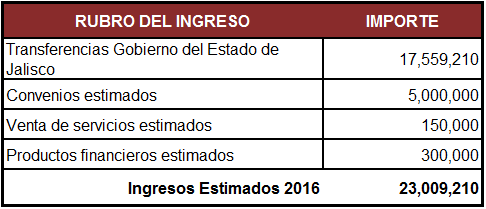 RUBRO DEL INGRESO IMPORTE
Transferencias Gobierno del Estado de
Jalisco 17,559,210
Convenios estimados 5,000,000
Venta de servicios estimados 150,000
Productos financieros estimados 300,000
Ingresos Estimados 2016 23,009,210